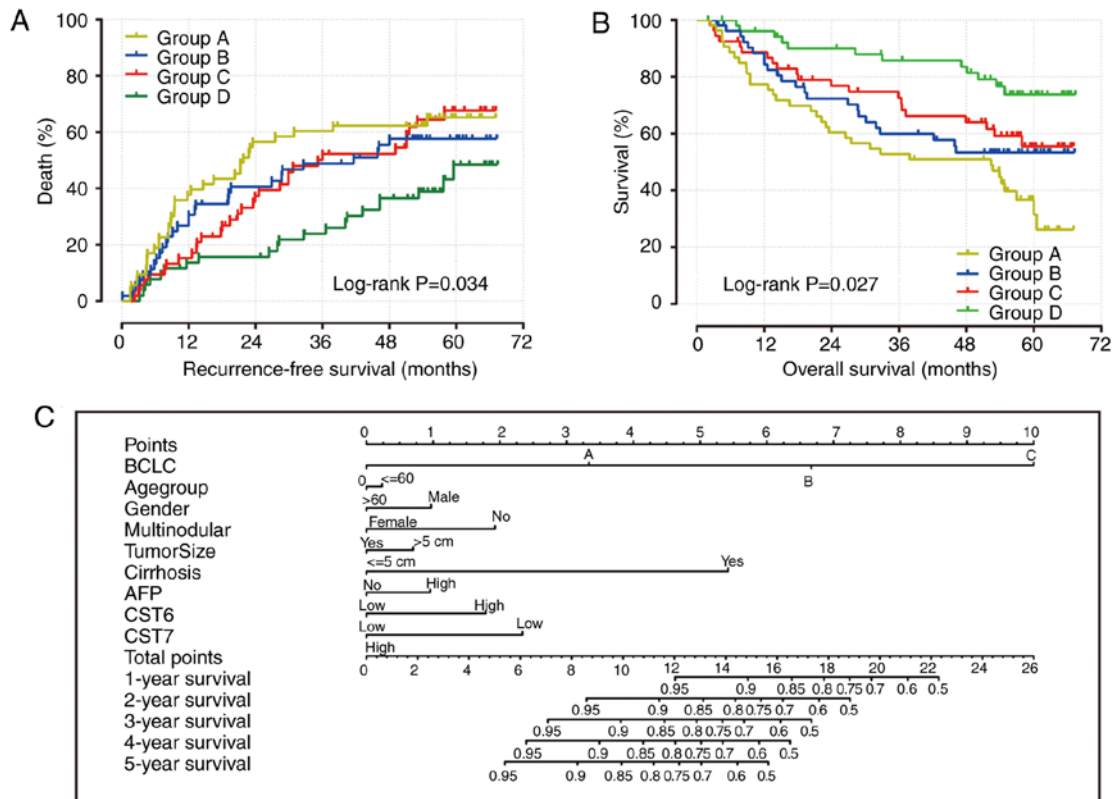 A
100
80
60
40
20
0
Death (%)
Group A
Group B
Group C
Group D
Log-rank P=0.034
0 12 24 36 48 60 72
Recurrence-free survival (months)
B
100
80
60
40
20
0
Survival (%)
Group A
Group B
Group C
Group D
Log-rank P=0.027
0 12 24 36 48 60 72
Overall survival (months)
C
Points 0 1 2 3 4 5 6 7 8 9 10
BCLC A C
0 B
Agegroup <=60
Gender >60 Male
Multinodular Female No
TumorSize Yes >5 cm
Cirrhosis <=5 cm Yes
AFP No High
CST6 Low High
CST7 Low Low
High
Total points 0 2 4 6 8 10 12 14 16 18 20 22 24 26
1-year survival 0.95 0.9 0.85 0.8 0.75 0.7 0.6 0.5
2-year survival 0.95 0.9 0.85 0.8 0.75 0.7 0.6 0.5
3-year survival 0.95 0.9 0.85 0.8 0.75 0.7 0.6 0.5
4-year survival 0.95 0.9 0.85 0.8 0.75 0.7 0.6 0.5
5-year survival 0.95 0.9 0.85 0.8 0.75 0.7 0.6 0.5